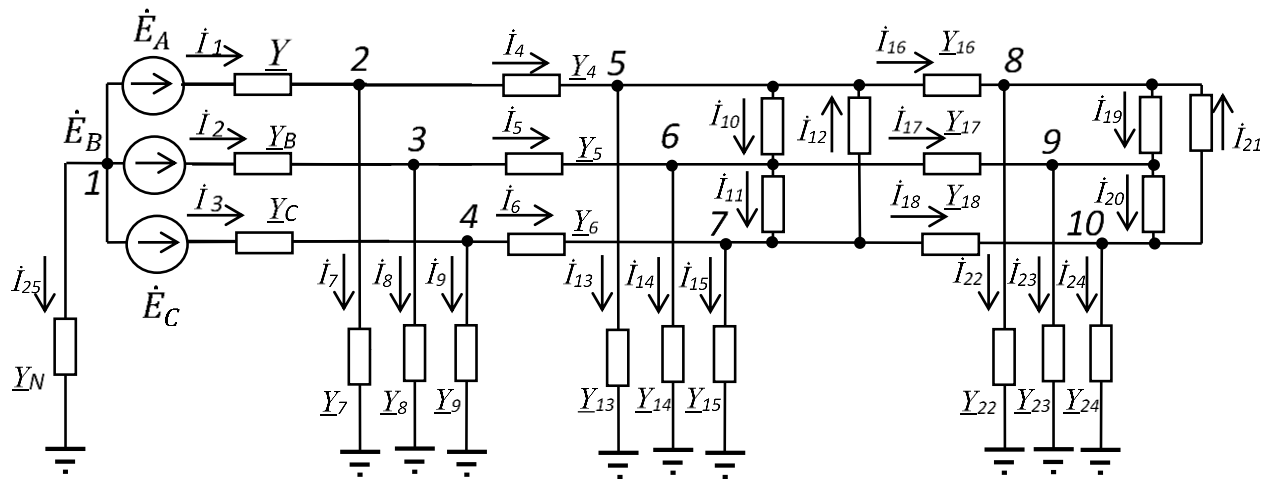 Ė_A
İ_1
Y
2
İ_4
Y_4
5
İ_16
Y_16
8
Ė_B
İ_2
Y_B
3
İ_5
Y_5
6
İ_10
İ_12
İ_17
Y_17
9
İ_19
İ_21
1
İ_3
Y_C
4
İ_6
Y_6
7
İ_11
İ_18
Y_18
10
İ_20
İ_25
Ė_C
İ_7
İ_8
İ_9
İ_13
İ_14
İ_15
İ_22
İ_23
İ_24
Y_N
Y_7
Y_8
Y_9
Y_13
Y_14
Y_15
Y_22
Y_23
Y_24